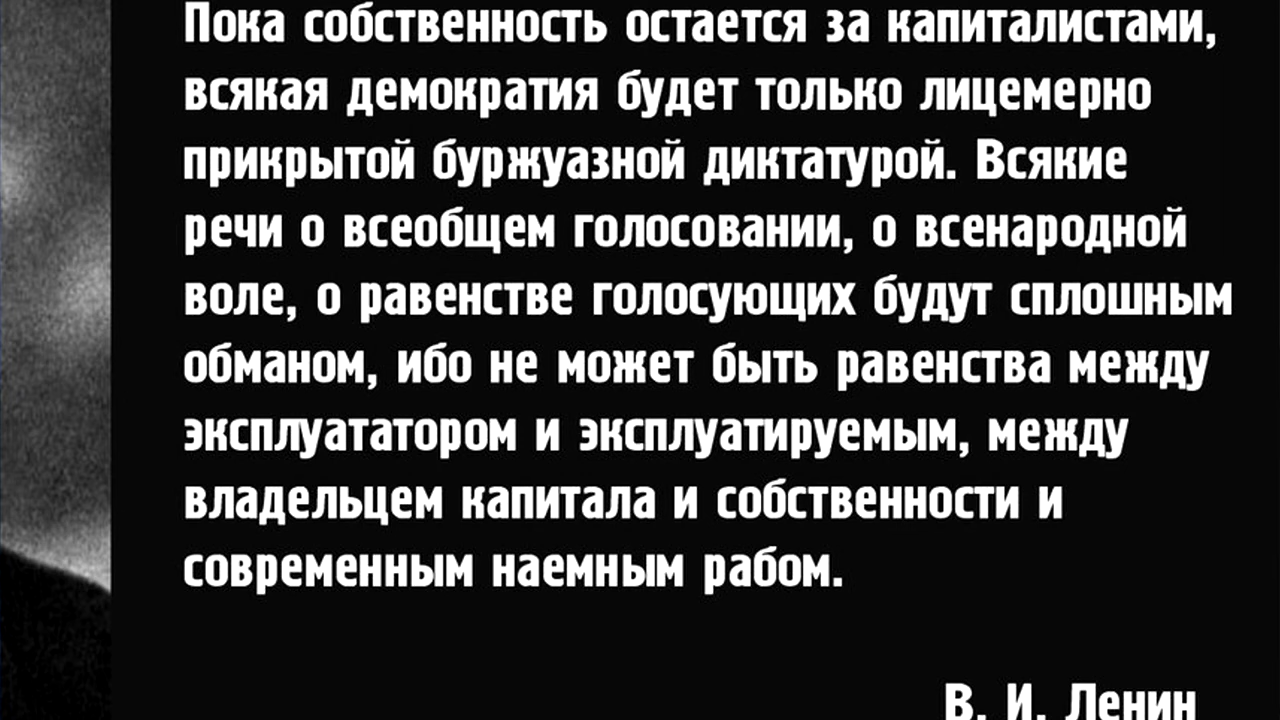 Пока собственность остается за капиталистами,
всякая демократия будет только лицемерно
прикрытой буржуазной диктатурой. Всякие
речи о всеобщем голосовании, о всенародной
воле, о равенстве голосующих будут сплошным
обманом, ибо не может быть равенства между
эксплуататором и эксплуатируемым, между
владельцем капитала и собственности и
современным наемным рабом.
В. И. Ленин